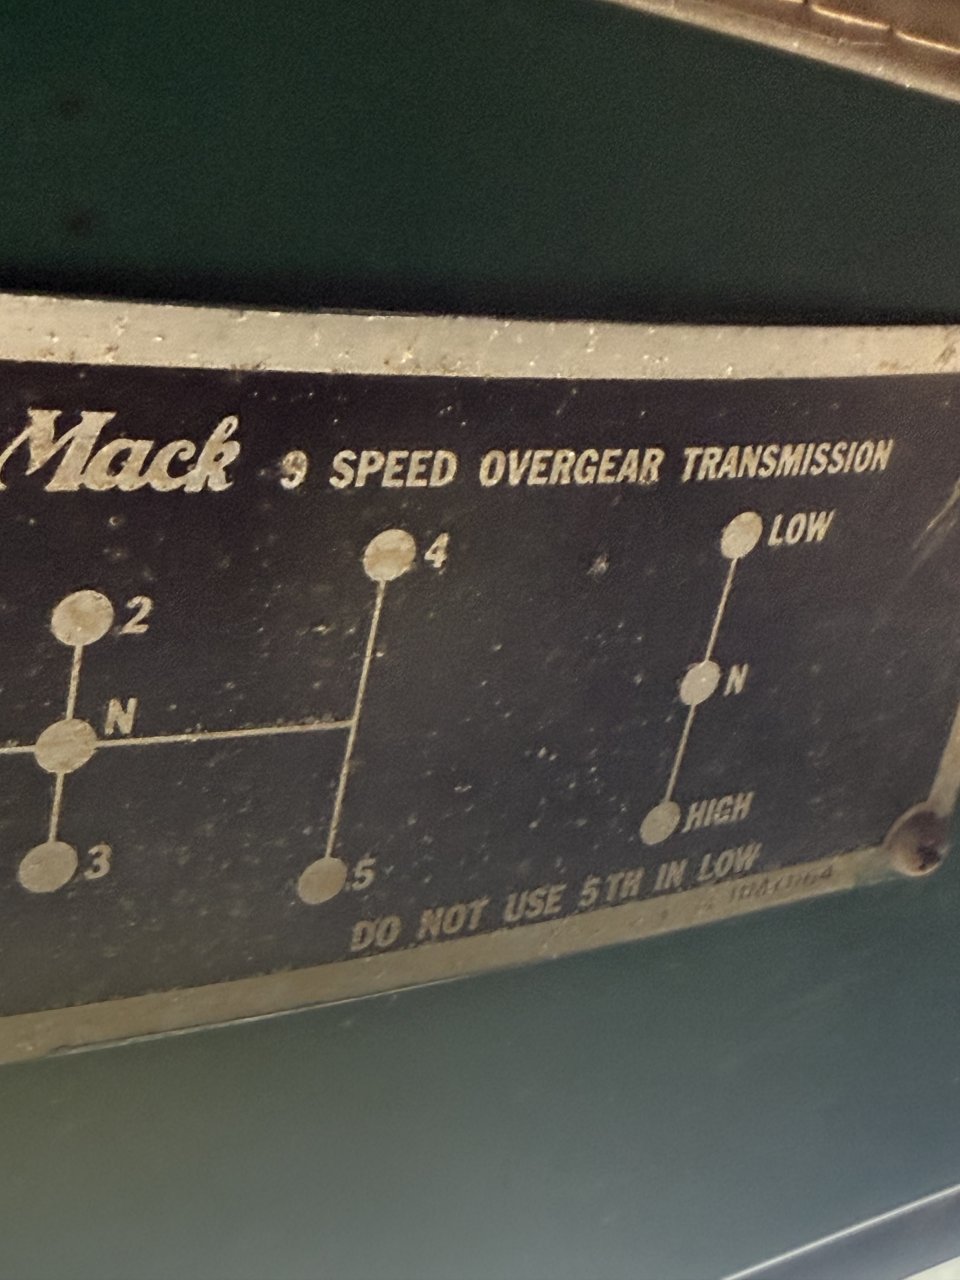 Mack 9 SPEED OVERGEAR TRANSMISSION
4 LOW
2
N N
3 HIGH
5
DO NOT USE 5TH IN LOW